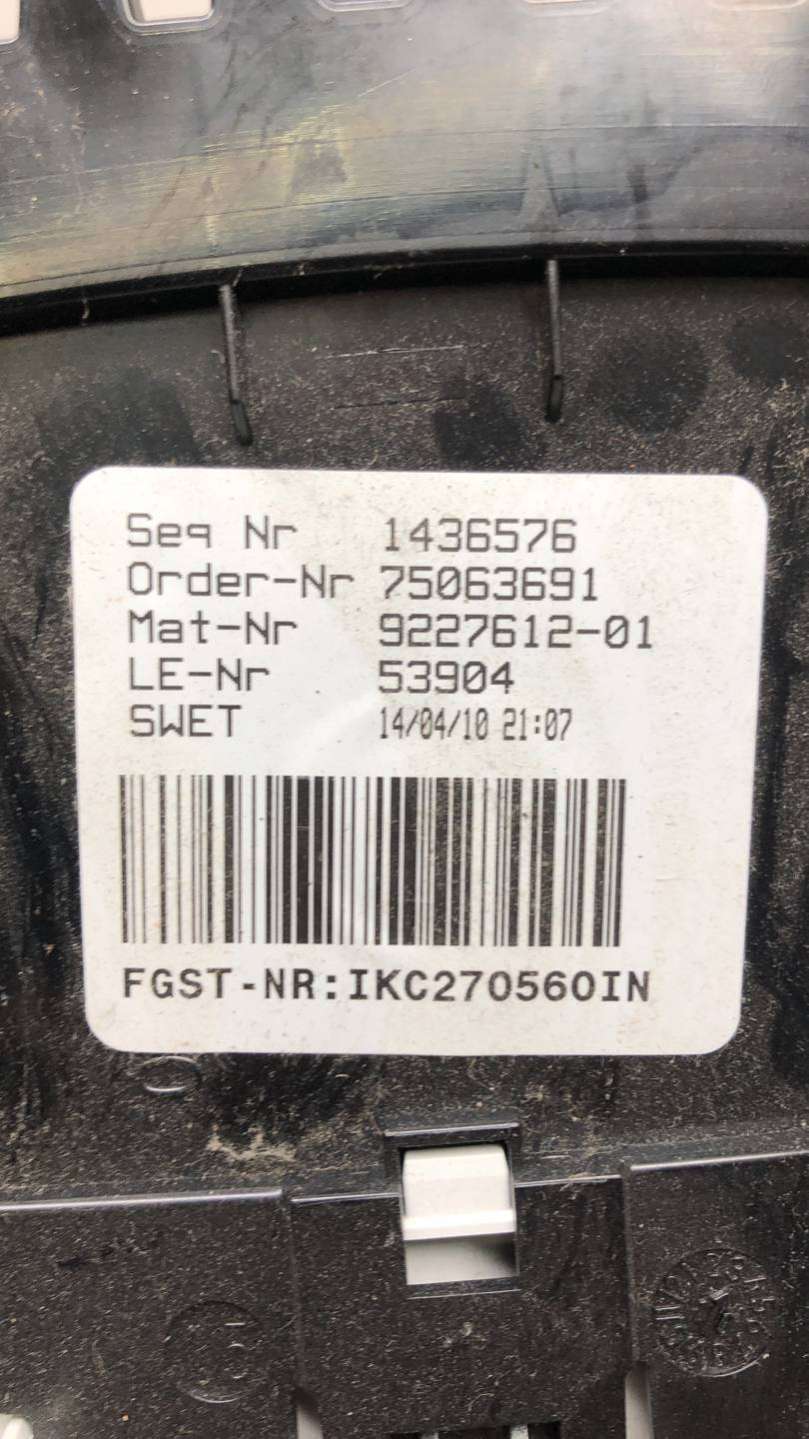 Seq Nr 1436576
Order-Nr 75063691
Mat-Nr 9227612-01
LE-Nr 53904
SWET 14/04/10 21:07
FGST-NR:IKC270560IN